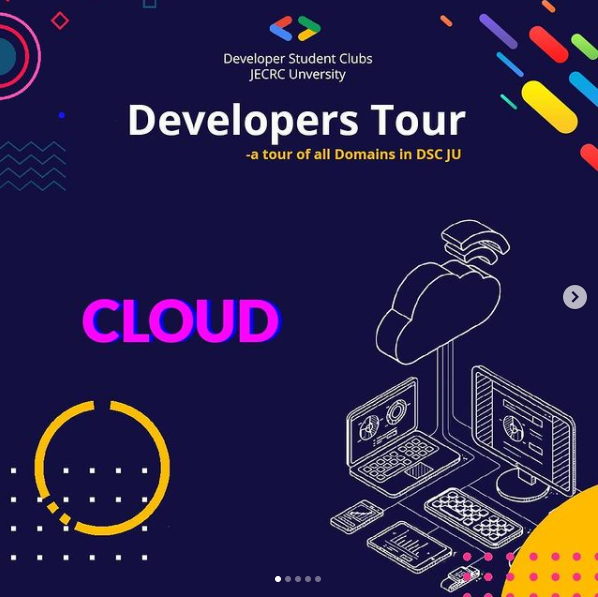 Developer Student Clubs
JECRC Unversity
Developers Tour
-a tour of all Domains in DSC JU
CLOUD